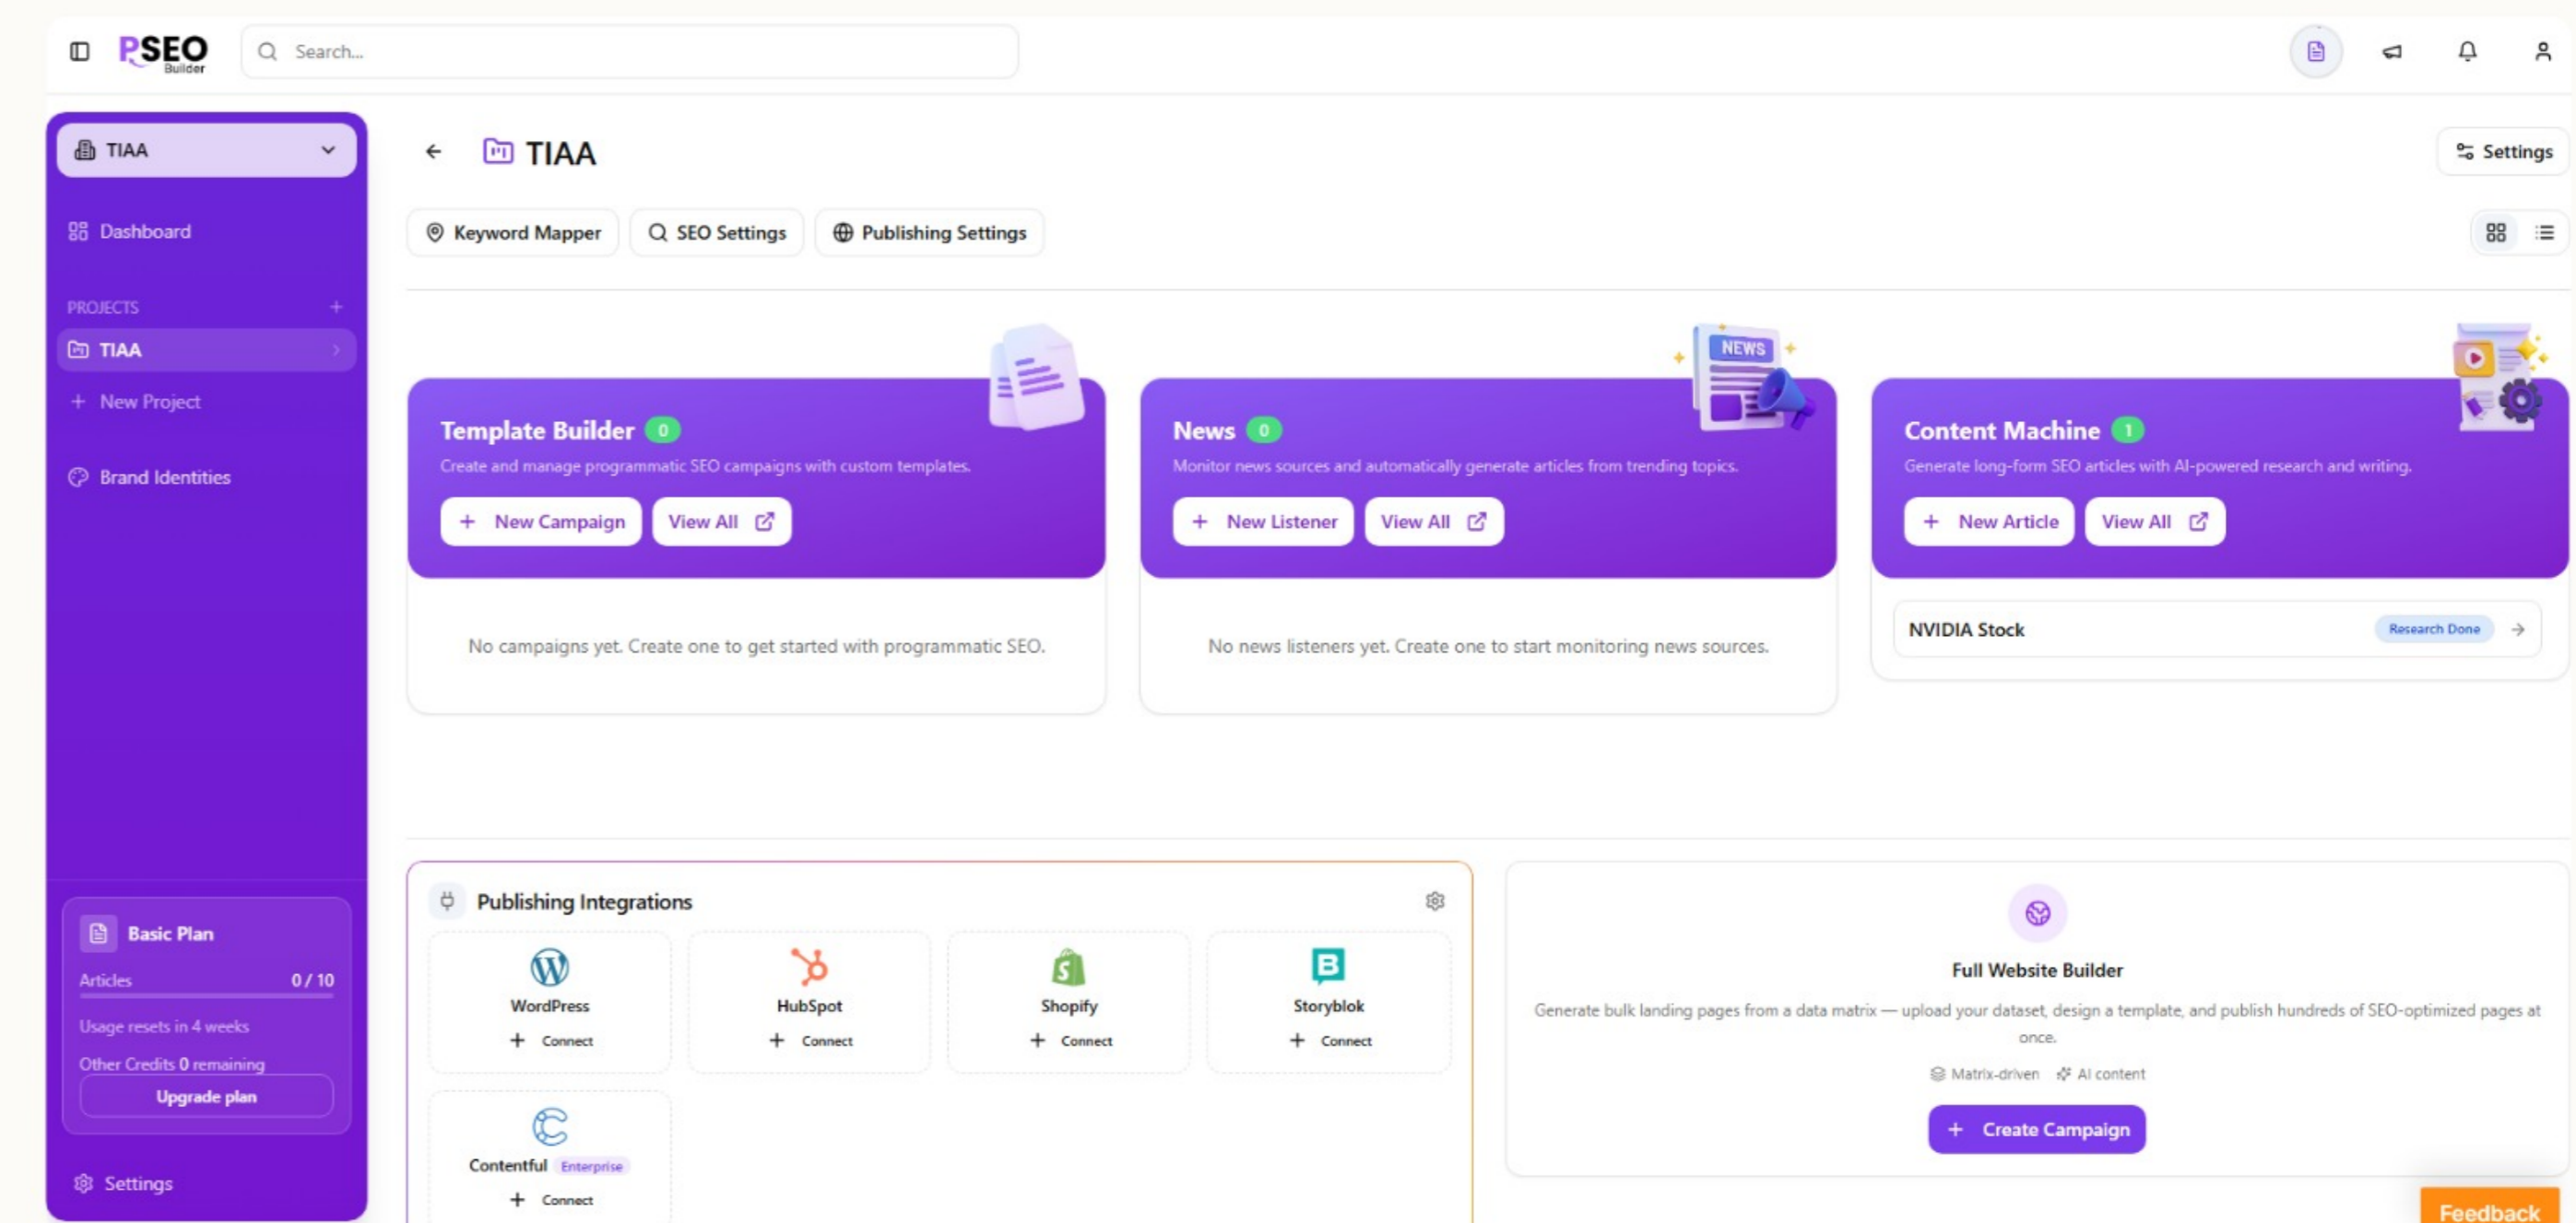 PSEO
Builder
Search...
TIAA
Dashboard
PROJECTS
TIAA
New Project
Brand Identities
Basic Plan
Articles 0 / 10
Usage resets in 4 weeks
Other Credits 0 remaining
Upgrade plan
Settings
TIAA
Settings
Keyword Mapper
SEO Settings
Publishing Settings
Template Builder 0
Create and manage programmatic SEO campaigns with custom templates.
+ New Campaign
View All
No campaigns yet. Create one to get started with programmatic SEO.
NEWS
News 0
Monitor news sources and automatically generate articles from trending topics.
+ New Listener
View All
No news listeners yet. Create one to start monitoring news sources.
Content Machine 1
Generate long-form SEO articles with AI-powered research and writing.
+ New Article
View All
NVIDIA Stock Research Done
Publishing Integrations
WordPress
+ Connect
HubSpot
+ Connect
Shopify
+ Connect
Storyblok
+ Connect
Contentful Enterprise
+ Connect
Full Website Builder
Generate bulk landing pages from a data matrix — upload your dataset, design a template, and publish hundreds of SEO-optimized pages at
once.
Matrix-driven AI content
+ Create Campaign
Feedback